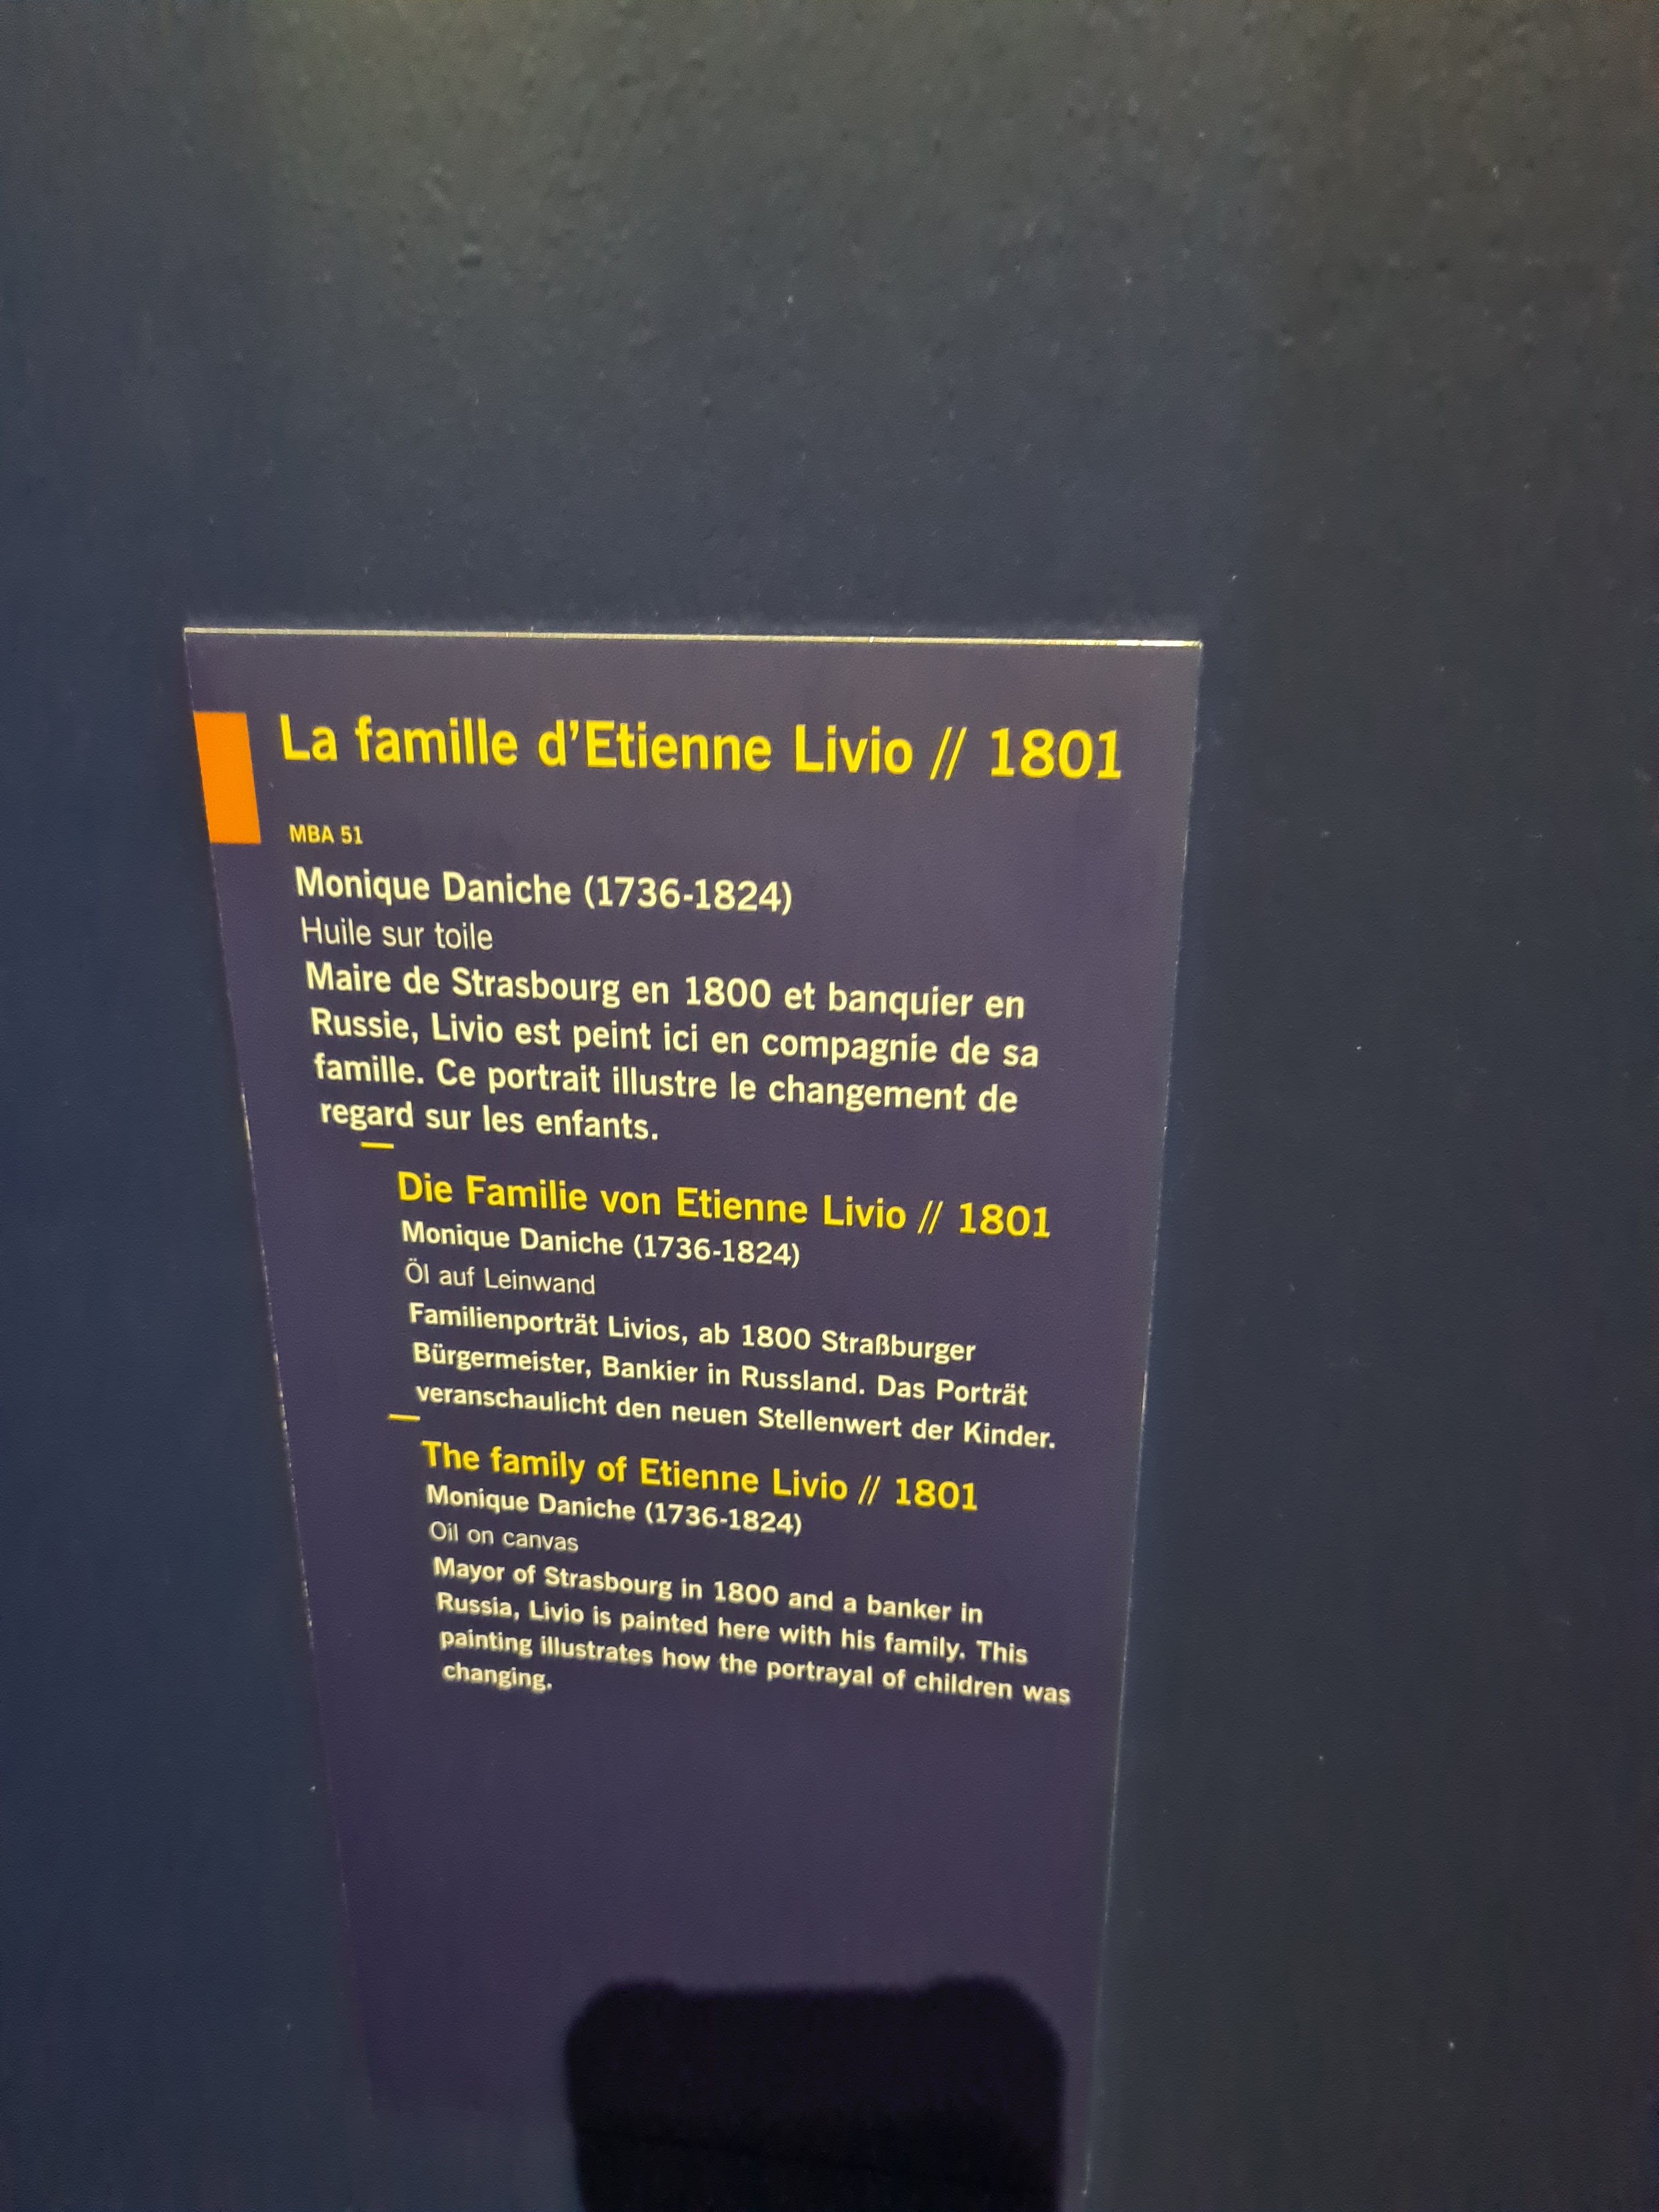 La famille d'Etienne Livio // 1801
MBA 51
Monique Daniche (1736-1824)
Huile sur toile
Maire de Strasbourg en 1800 et banquier en
Russie, Livio est peint ici en compagnie de sa
famille. Ce portrait illustre le changement de
regard sur les enfants.
Die Familie von Etienne Livio // 1801
Monique Daniche (1736-1824)
Öl auf Leinwand
Familienporträt Livios, ab 1800 Straßburger
Bürgermeister, Bankier in Russland. Das Porträt
veranschaulicht den neuen Stellenwert der Kinder.
The family of Etienne Livio // 1801
Monique Daniche (1736-1824)
Oil on canvas
Mayor of Strasbourg in 1800 and a banker in
Russia, Livio is painted here with his family. This
painting illustrates how the portrayal of children was
changing.